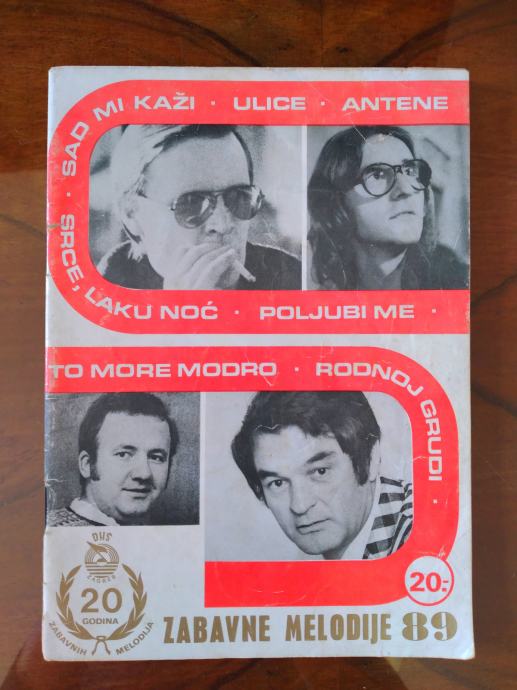 SRCE, LAKU NOĆ · SAD MI KAŽI · ULICE · ANTENE
POLJUBI ME ·
TO MORE MODRO · RODNOJ GRUDI ·
DHS
ZAGREB
20
GODINA
ZABAVNIH MELODIJA
20.-
ZABAVNE MELODIJE 89